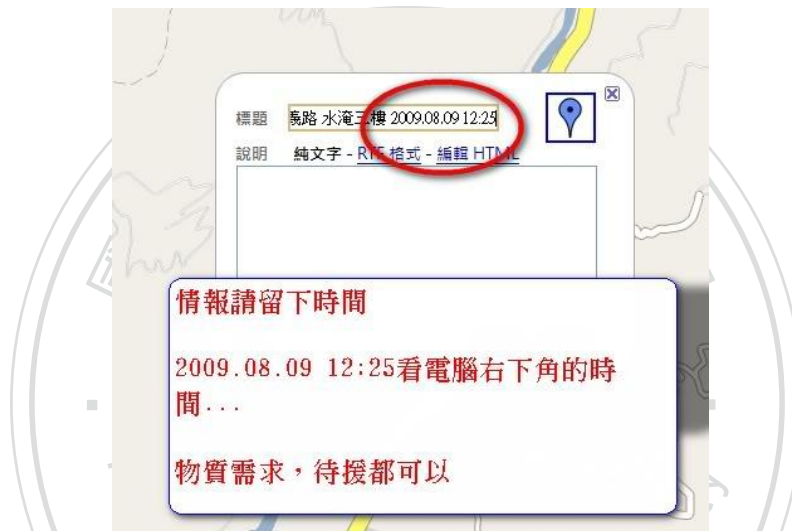 標題 義路 水淹三樓 2009.08.09 12:25
說明 純文字 - RTF 格式 - 編輯 HTML
情報請留下時間
2009.08.09 12:25看電腦右下角的時
間...
物質需求，待援都可以